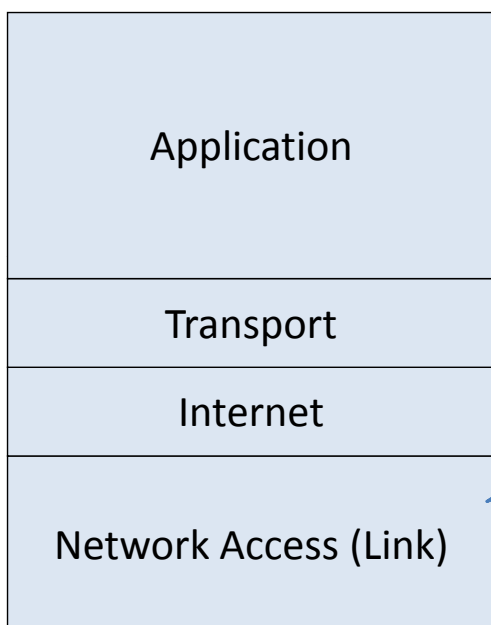 Application
Transport
Internet
Network Access (Link)